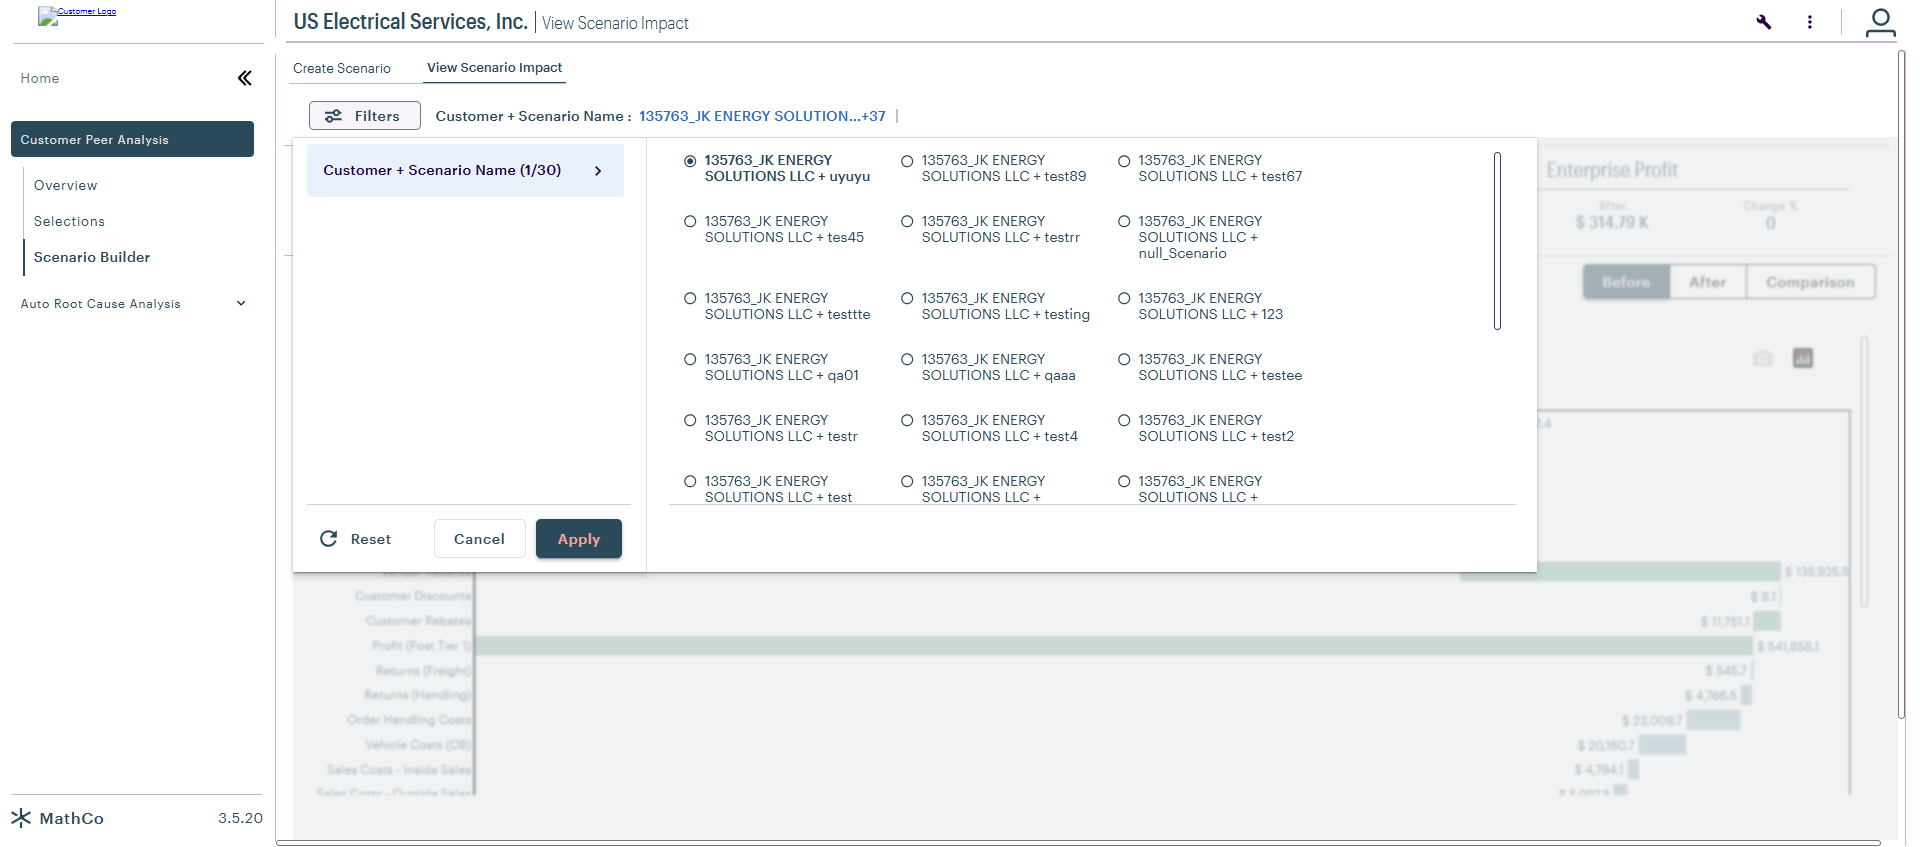 Customer Logo
US Electrical Services, Inc. | View Scenario Impact
Home
Create Scenario
View Scenario Impact
Customer Peer Analysis
Overview
Selections
Scenario Builder
Auto Root Cause Analysis
MathCo
3.5.20
Filters
Customer + Scenario Name : 135763_JK ENERGY SOLUTION...+37 |
Customer + Scenario Name (1/30)
135763_JK ENERGY
SOLUTIONS LLC + uyuyu
135763_JK ENERGY
SOLUTIONS LLC + test89
135763_JK ENERGY
SOLUTIONS LLC + test67
135763_JK ENERGY
SOLUTIONS LLC + tes45
135763_JK ENERGY
SOLUTIONS LLC + testrr
135763_JK ENERGY
SOLUTIONS LLC +
null_Scenario
135763_JK ENERGY
SOLUTIONS LLC + testtte
135763_JK ENERGY
SOLUTIONS LLC + testing
135763_JK ENERGY
SOLUTIONS LLC + 123
135763_JK ENERGY
SOLUTIONS LLC + qa01
135763_JK ENERGY
SOLUTIONS LLC + qaaa
135763_JK ENERGY
SOLUTIONS LLC + testee
135763_JK ENERGY
SOLUTIONS LLC + testr
135763_JK ENERGY
SOLUTIONS LLC + test4
135763_JK ENERGY
SOLUTIONS LLC + test2
135763_JK ENERGY
SOLUTIONS LLC + test
135763_JK ENERGY
SOLUTIONS LLC +
135763_JK ENERGY
SOLUTIONS LLC +
Reset
Cancel
Apply
Enterprise Profit
After
Change %
$ 314.79 K
0
Before
After
Comparison
2.4
Vendor Rebates
$ 135,925.5
Customer Discounts
$ 8.1
Customer Rebates
$ 11,751.1
Profit (Post Tier 1)
$ 541,858.1
Returns (Freight)
$ 545.7
Returns (Handling)
$ 4,766.5
Order Handling Costs
$ 23,009.7
Vehicle Costs (OB)
$ 20,160.7
Sales Costs - Inside Sales
$ 4,794.1
Sales Costs - Outside Sales